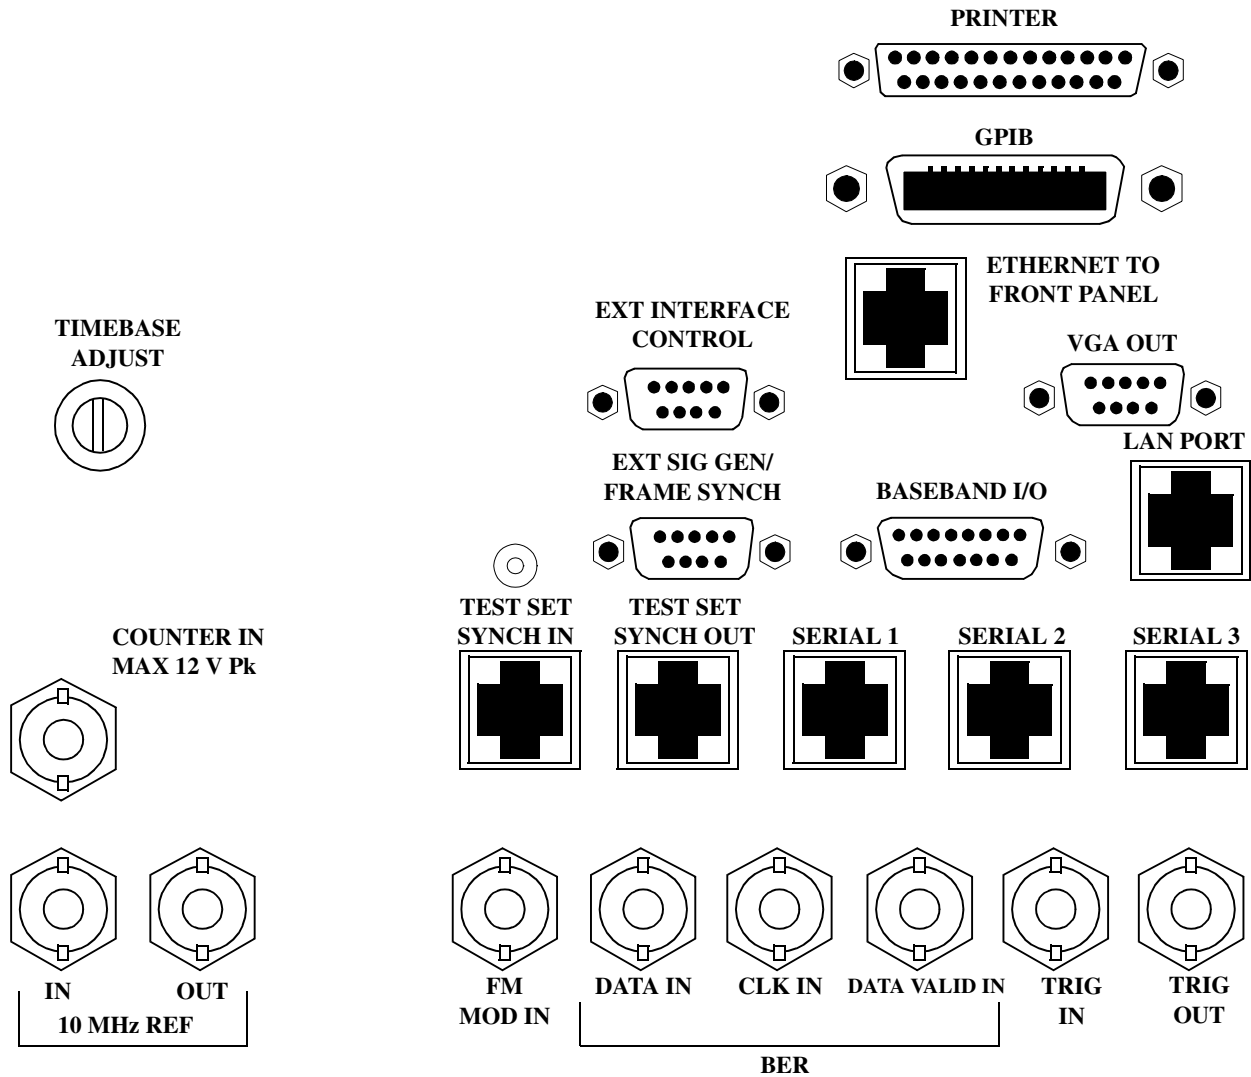 PRINTER
GPIB
ETHERNET TO
FRONT PANEL
EXT INTERFACE
CONTROL
TIMEBASE
ADJUST
VGA OUT
LAN PORT
EXT SIG GEN/
FRAME SYNCH
BASEBAND I/O
TEST SET
SYNCH IN
TEST SET
SYNCH OUT
COUNTER IN
MAX 12 V Pk
SERIAL 1
SERIAL 2
SERIAL 3
IN
OUT
10 MHz REF
FM
MOD IN
DATA IN
CLK IN
DATA VALID IN
TRIG
IN
TRIG
OUT
BER